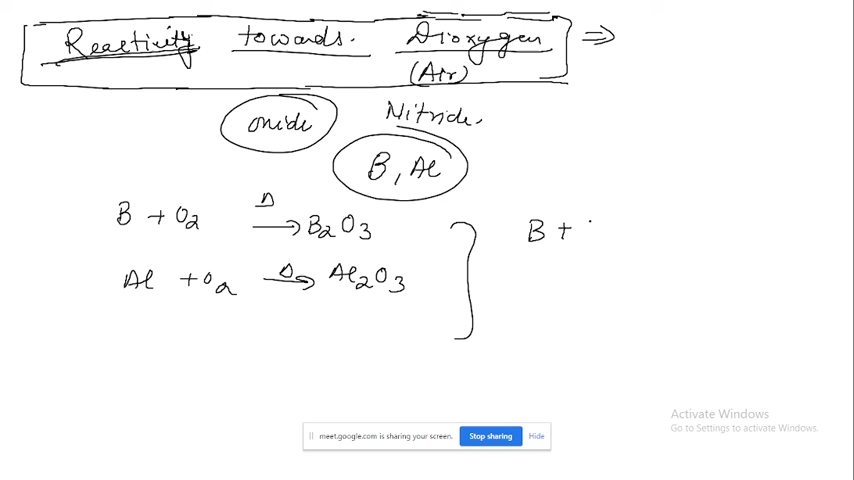 Reactivity towards Dioxygen ⇒
(Air)
oxide Nitride.
B, Al
B + O2 Δ→ B2O3
B +
Al + O2 Δ→ Al2O3
Activate Windows
Go to Settings to activate Windows.
meet.google.com is sharing your screen. Stop sharing Hide